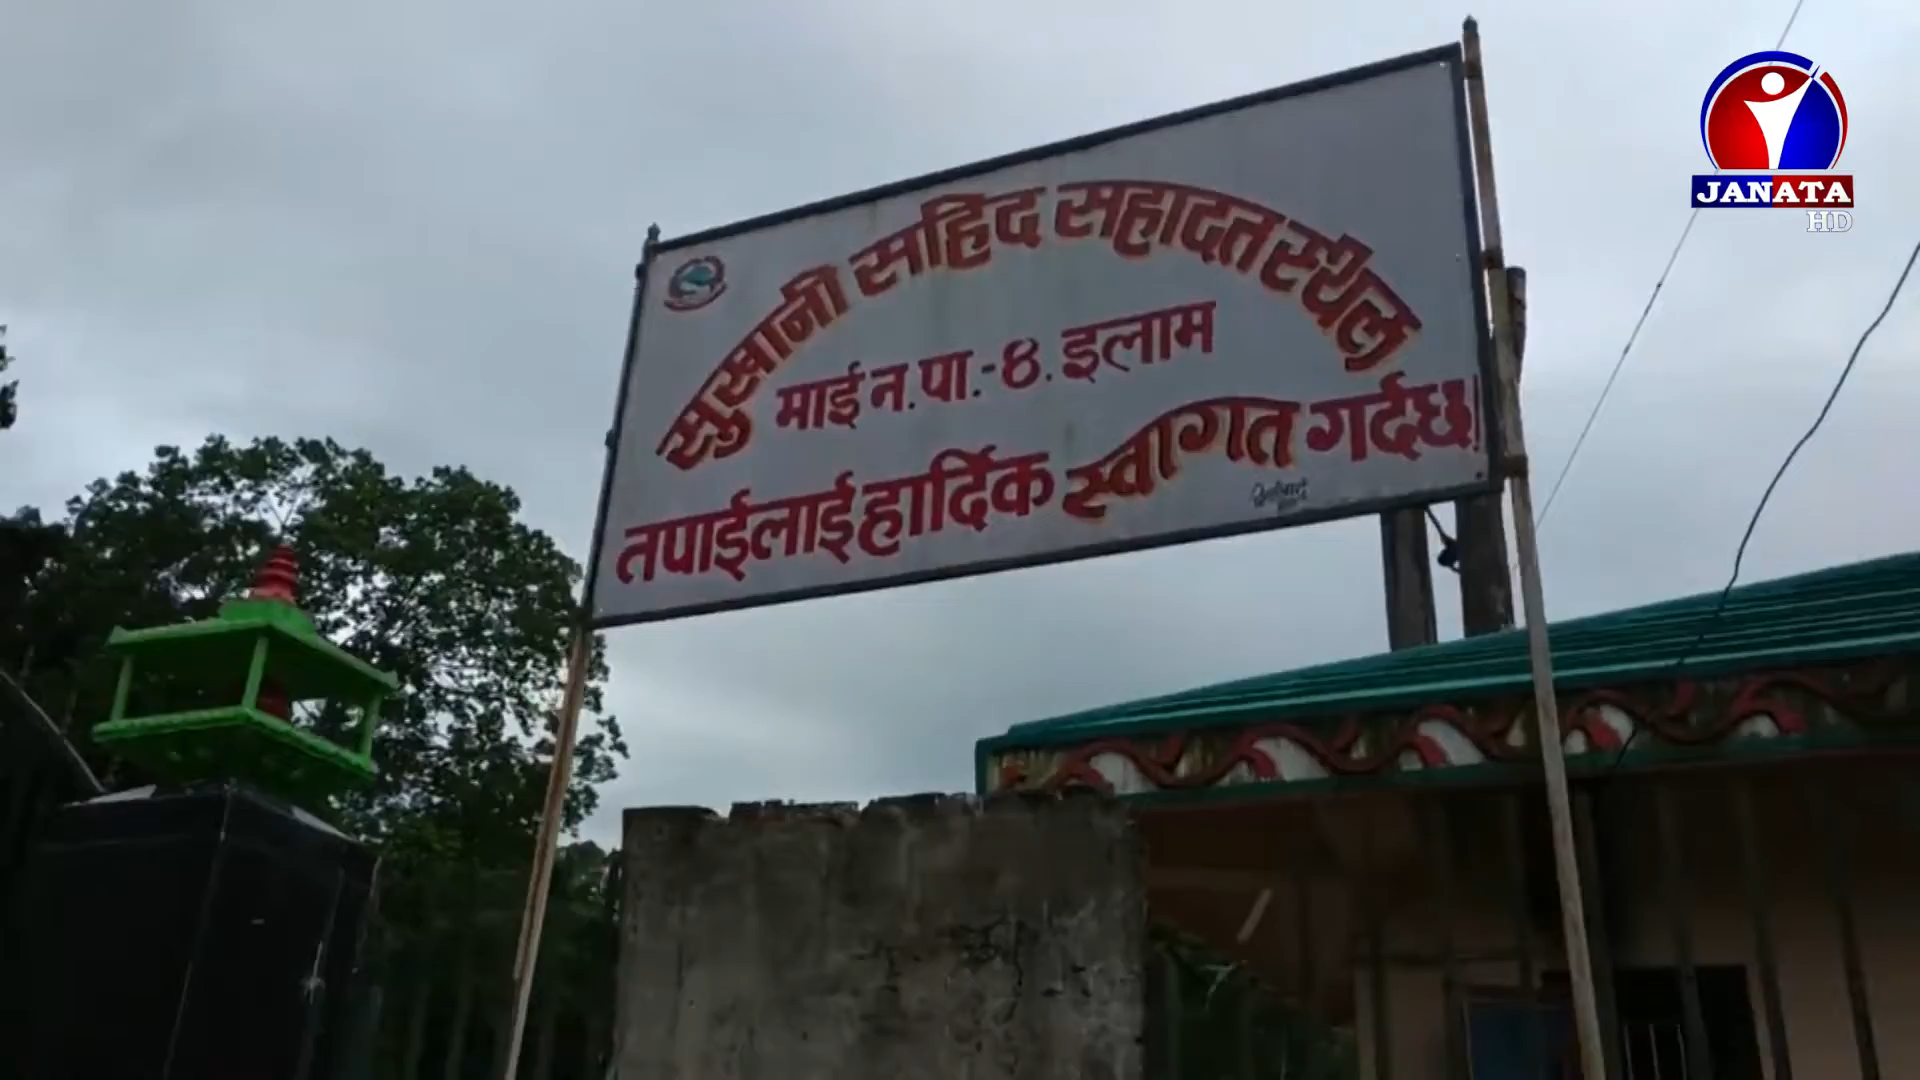 सुखानी सहिद सहादत स्थल
माई न.पा.-४. इलाम
तपाईलाई हार्दिक स्वागत गर्दछ।
JANATA
HD